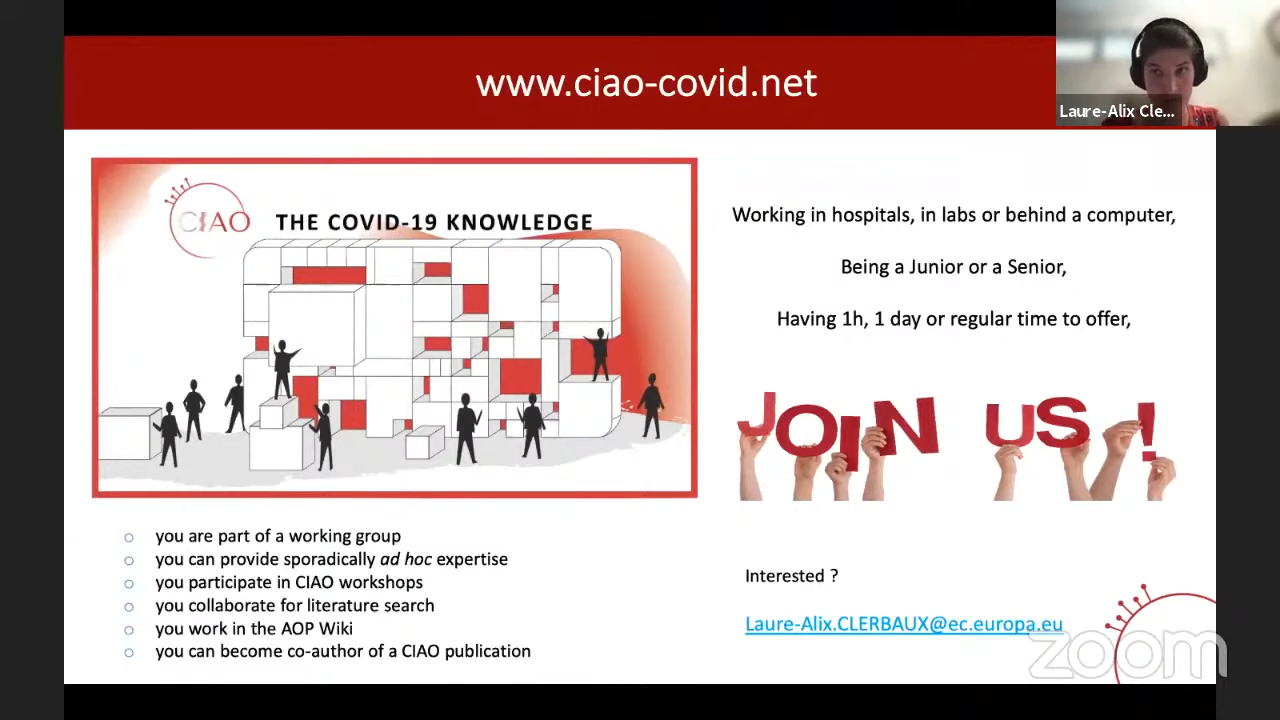 www.ciao-covid.net
Laure-Alix Cle...
CIAO
THE COVID-19 KNOWLEDGE
Working in hospitals, in labs or behind a computer,
Being a Junior or a Senior,
Having 1h, 1 day or regular time to offer,
JOIN US !
you are part of a working group
you can provide sporadically ad hoc expertise
you participate in CIAO workshops
you collaborate for literature search
you work in the AOP Wiki
you can become co-author of a CIAO publication
Interested ?
Laure-Alix.CLERBAUX@ec.europa.eu
zoom